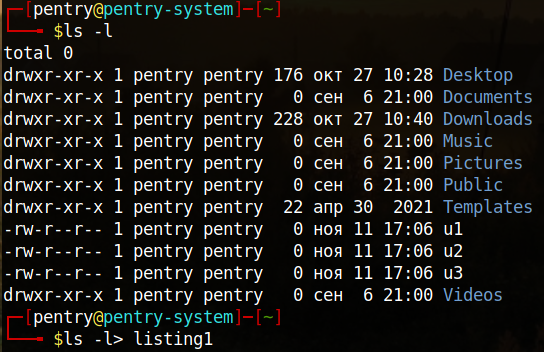 ┌─[pentry@pentry-system]─[~]
└──╼ $ls -l
total 0
drwxr-xr-x 1 pentry pentry 176 окт 27 10:28 Desktop
drwxr-xr-x 1 pentry pentry   0 сен  6 21:00 Documents
drwxr-xr-x 1 pentry pentry 228 окт 27 10:40 Downloads
drwxr-xr-x 1 pentry pentry   0 сен  6 21:00 Music
drwxr-xr-x 1 pentry pentry   0 сен  6 21:00 Pictures
drwxr-xr-x 1 pentry pentry   0 сен  6 21:00 Public
drwxr-xr-x 1 pentry pentry  22 апр 30  2021 Templates
-rw-r--r-- 1 pentry pentry   0 ноя 11 17:06 u1
-rw-r--r-- 1 pentry pentry   0 ноя 11 17:06 u2
-rw-r--r-- 1 pentry pentry   0 ноя 11 17:06 u3
drwxr-xr-x 1 pentry pentry   0 сен  6 21:00 Videos
┌─[pentry@pentry-system]─[~]
└──╼ $ls -l> listing1